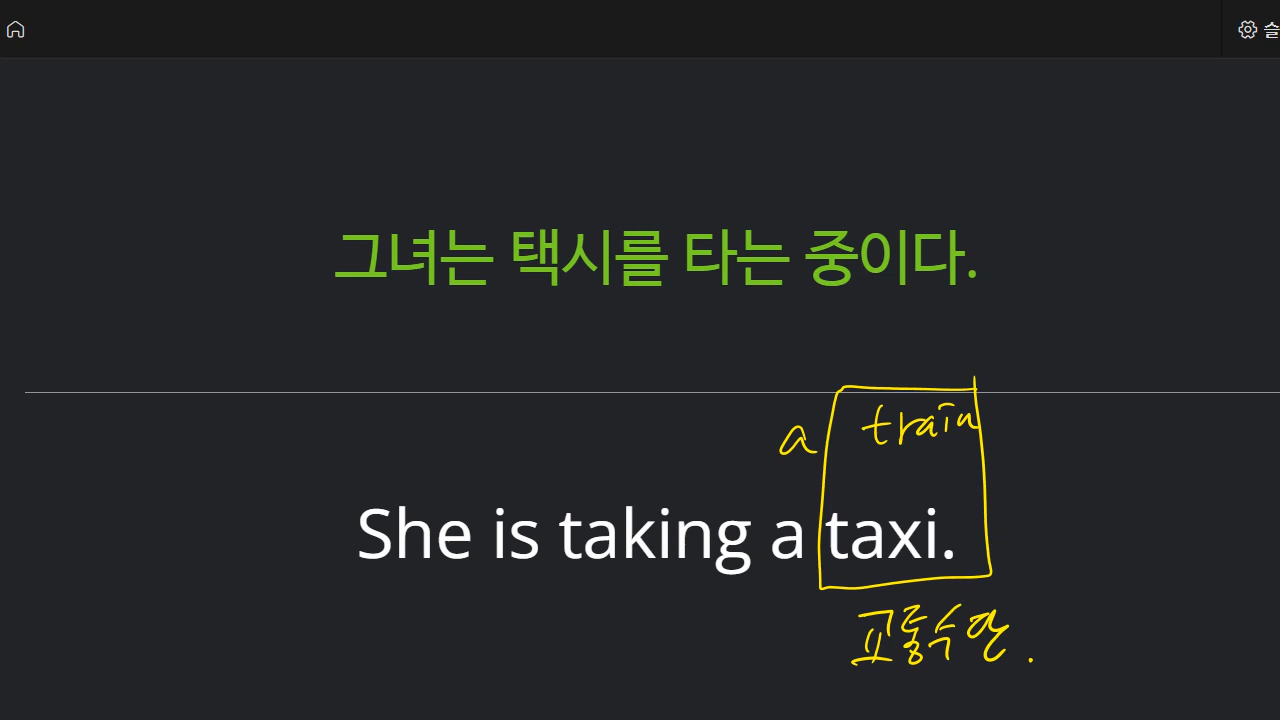 슬
그녀는 택시를 타는 중이다.
a train
She is taking a taxi.
교통수단.